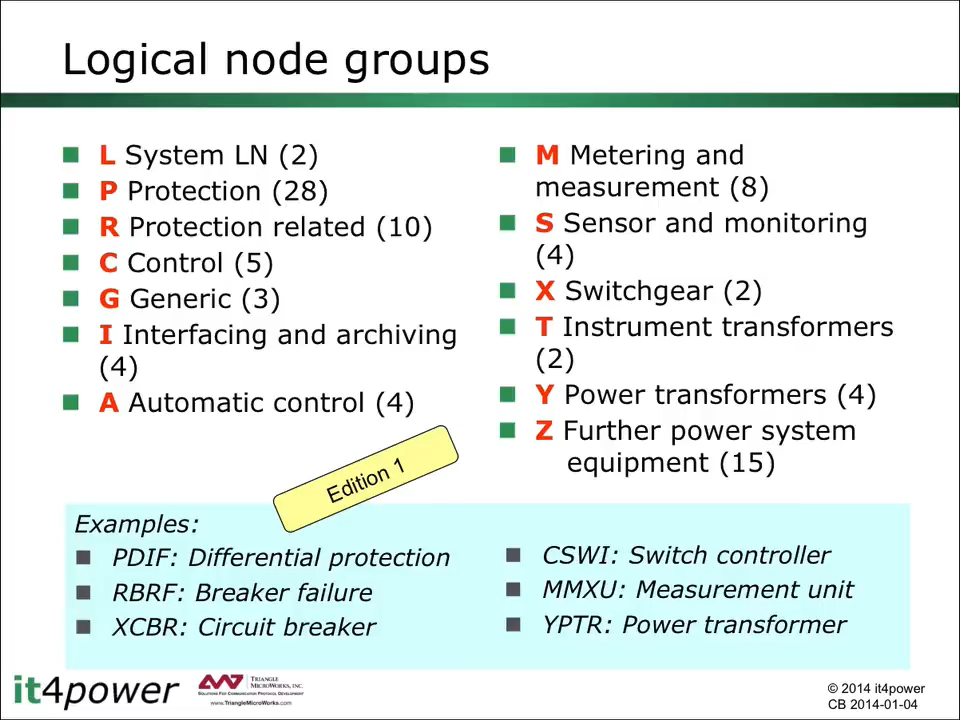 Logical node groups
L System LN (2)
P Protection (28)
R Protection related (10)
C Control (5)
G Generic (3)
I Interfacing and archiving
(4)
A Automatic control (4)
M Metering and
measurement (8)
S Sensor and monitoring
(4)
X Switchgear (2)
T Instrument transformers
(2)
Y Power transformers (4)
Z Further power system
equipment (15)
Edition 1
Examples:
PDIF: Differential protection
RBRF: Breaker failure
XCBR: Circuit breaker
CSWI: Switch controller
MMXU: Measurement unit
YPTR: Power transformer
it4power
TRIANGLE
MICROWORKS, INC.
SOLUTIONS FOR COMMUNICATION PROTOCOL DEVELOPMENT
www.TriangleMicroWorks.com
© 2014 it4power
CB 2014-01-04